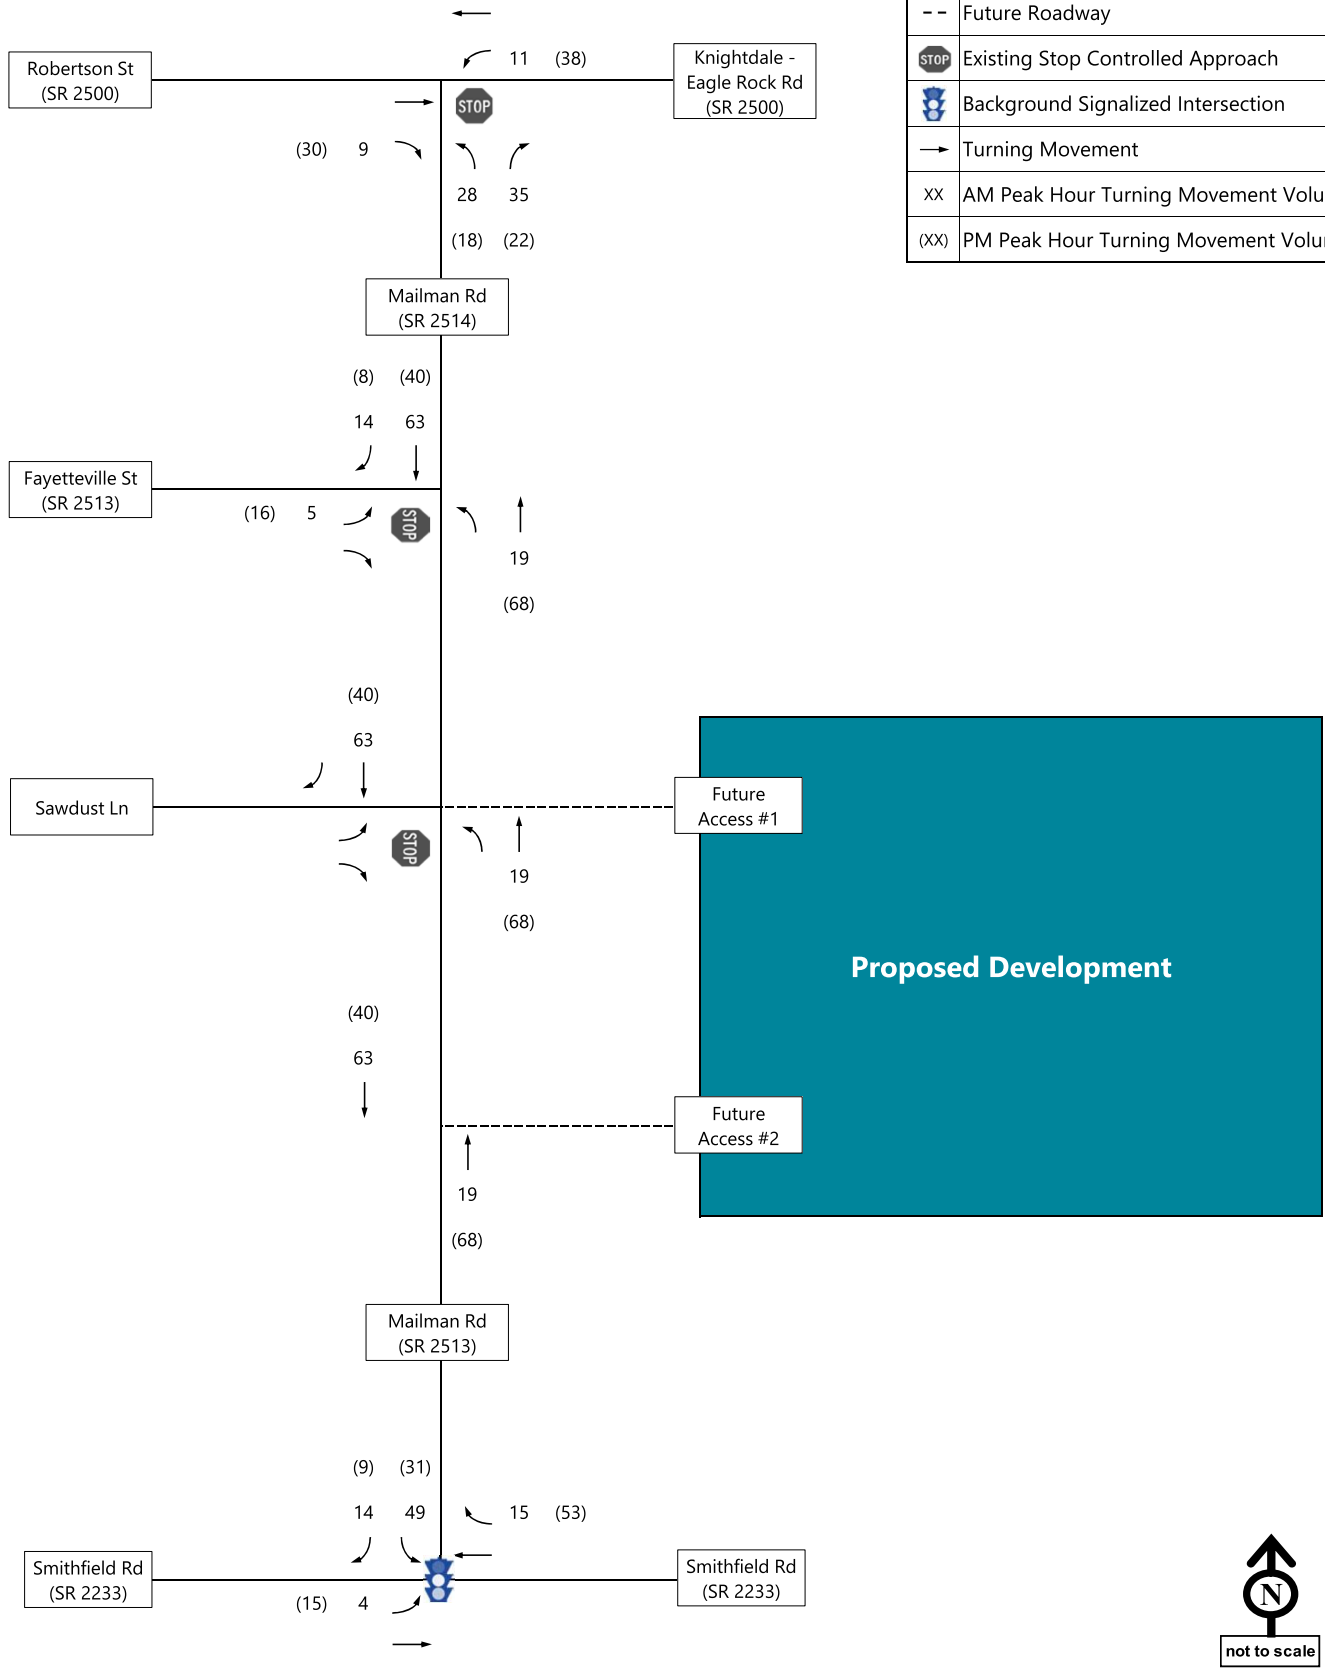 -- Future Roadway
STOP Existing Stop Controlled Approach
Background Signalized Intersection
Turning Movement
XX AM Peak Hour Turning Movement Volu
(XX) PM Peak Hour Turning Movement Volu
Robertson St
(SR 2500)
11 (38)
Knightdale -
Eagle Rock Rd
(SR 2500)
STOP
(30) 9
28 35
(18) (22)
Mailman Rd
(SR 2514)
(8) (40)
14 63
Fayetteville St
(SR 2513)
(16) 5
STOP
19
(68)
(40)
63
Sawdust Ln
Future
Access #1
STOP
19
(68)
Proposed Development
(40)
63
Future
Access #2
19
(68)
Mailman Rd
(SR 2513)
(9) (31)
14 49
15 (53)
Smithfield Rd
(SR 2233)
Smithfield Rd
(SR 2233)
(15) 4
N
not to scale